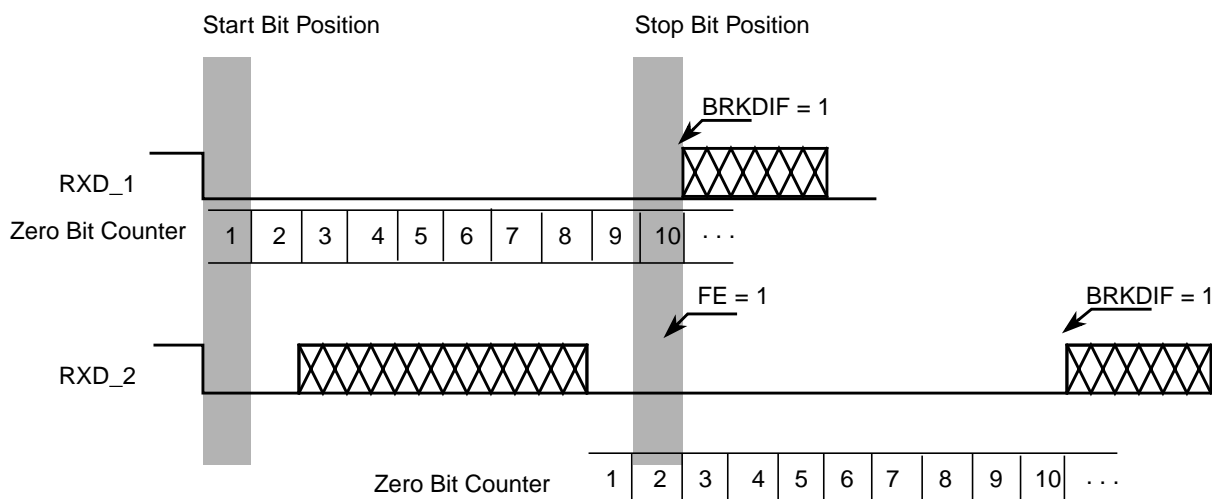 Start Bit Position Stop Bit Position
BRKDIF = 1
RXD_1
Zero Bit Counter 1 2 3 4 5 6 7 8 9 10 . . .
FE = 1 BRKDIF = 1
RXD_2
Zero Bit Counter 1 2 3 4 5 6 7 8 9 10 . . .